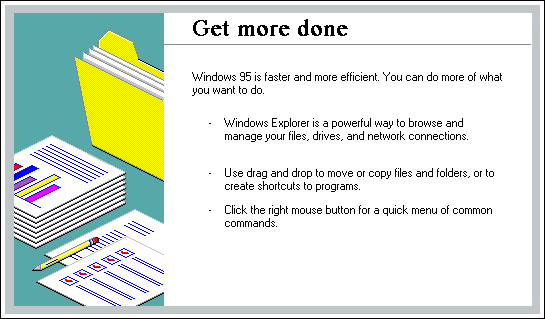 Get more done
Windows 95 is faster and more efficient. You can do more of what
you want to do.
- Windows Explorer is a powerful way to browse and
manage your files, drives, and network connections.
- Use drag and drop to move or copy files and folders, or to
create shortcuts to programs.
- Click the right mouse button for a quick menu of common
commands.